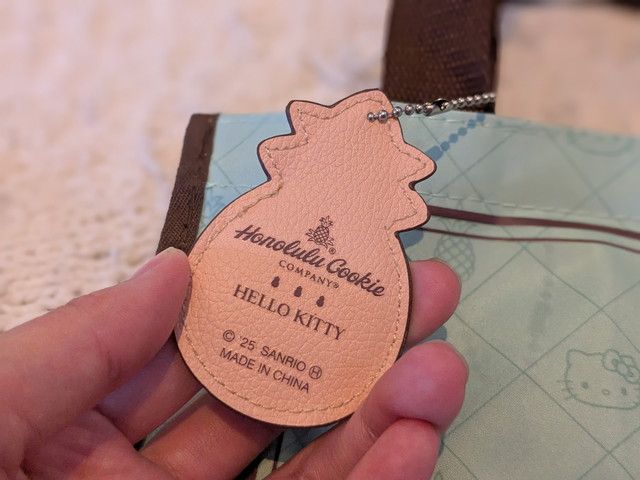 Honolulu Cookie
COMPANY®
HELLO KITTY
© '25 SANRIO Ⓗ
MADE IN CHINA